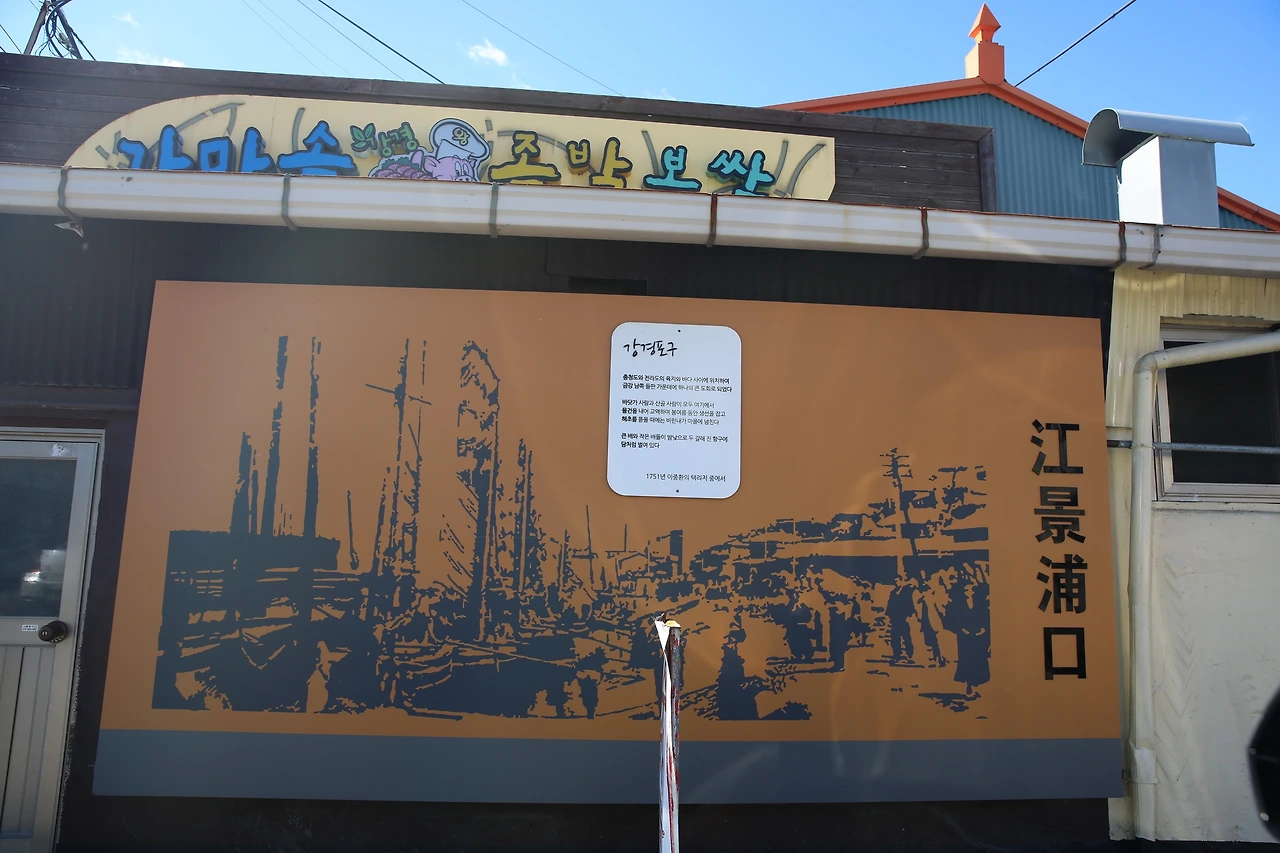 가마솥 왕장경 왕 족발 보쌈
강경포구
충청도와 전라도의 육지와 바다 사이에 위치하여
금강 남쪽 들판 가운데에 하나의 큰 도회로 되었다
바닷가 사람과 산골 사람이 모두 여기에서
물건을 내어 교역하며 봄여름 동안 생선을 잡고
해초를 뜯을 때에는 비린내가 마을에 넘친다
큰 배와 작은 배들이 밤낮으로 두 갈래 진 항구에
담처럼 벌여 있다
1751년 이중환의 택리지 중에서
江景浦口